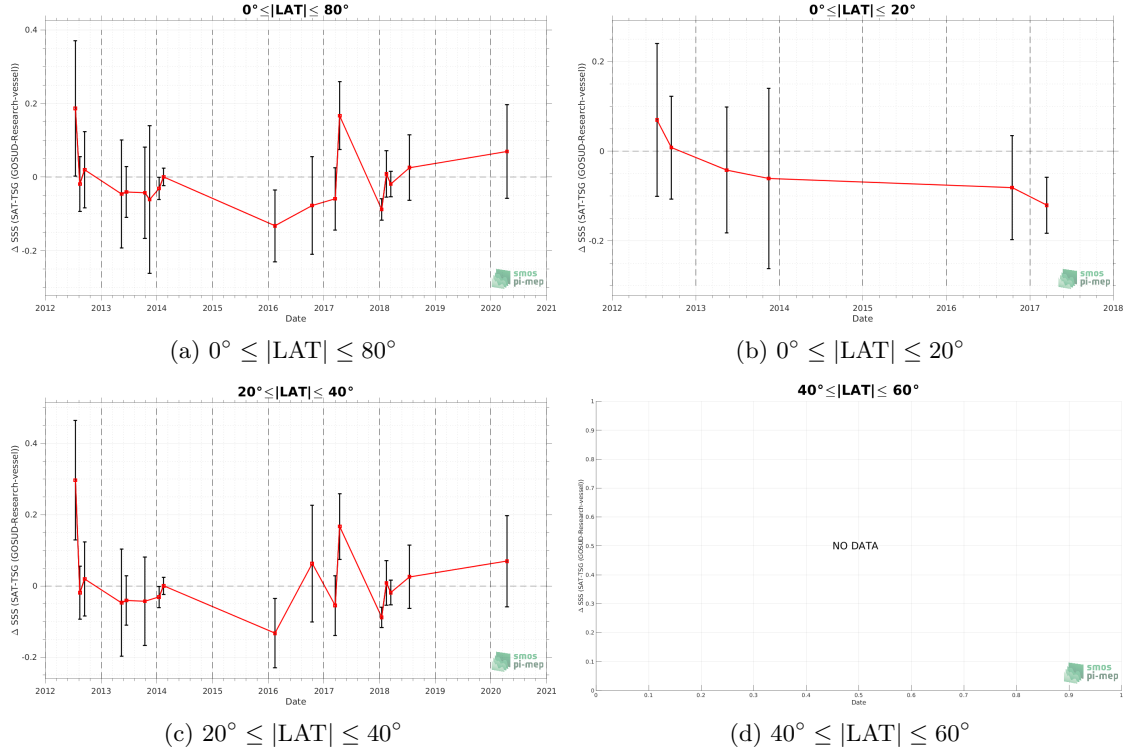 0°≤|LAT|≤ 80°
Δ SSS (SAT-TSG (GOSUD-Research-vessel))
0.4
0.2
0
-0.2
smos
pi-mep
2012 2013 2014 2015 2016 2017 2018 2019 2020 2021
Date
(a) 0° ≤ |LAT| ≤ 80°
0°≤|LAT|≤ 20°
Δ SSS (SAT-TSG (GOSUD-Research-vessel))
0.2
0
-0.2
smos
pi-mep
2012 2013 2014 2015 2016 2017 2018
Date
(b) 0° ≤ |LAT| ≤ 20°
20°≤|LAT|≤ 40°
Δ SSS (SAT-TSG (GOSUD-Research-vessel))
0.4
0.2
0
-0.2
smos
pi-mep
2012 2013 2014 2015 2016 2017 2018 2019 2020 2021
Date
(c) 20° ≤ |LAT| ≤ 40°
40°≤|LAT|≤ 60°
Δ SSS (SAT-TSG (GOSUD-Research-vessel))
1
0.9
0.8
0.7
0.6
0.5
0.4
0.3
0.2
0.1
0
NO DATA
smos
pi-mep
0 0.1 0.2 0.3 0.4 0.5 0.6 0.7 0.8 0.9 1
Date
(d) 40° ≤ |LAT| ≤ 60°